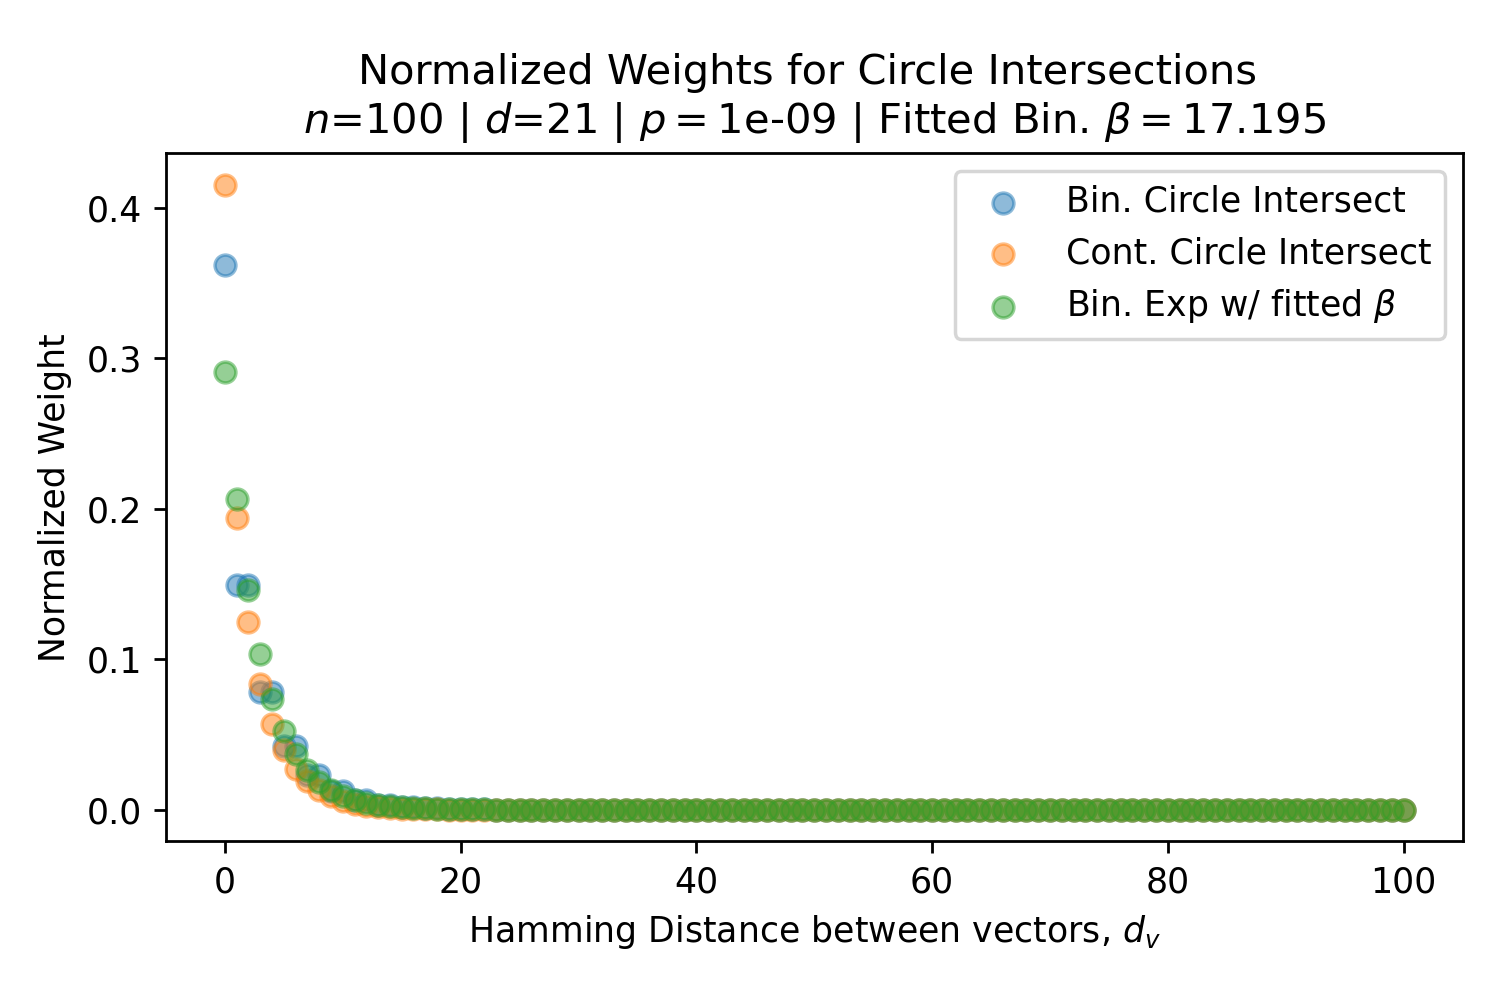 Normalized Weights for Circle Intersections
n=100 | d=21 | p = 1e-09 | Fitted Bin. β = 17.195
Bin. Circle Intersect
Cont. Circle Intersect
Bin. Exp w/ fitted β
Normalized Weight
0.4
0.3
0.2
0.1
0.0
0 20 40 60 80 100
Hamming Distance between vectors, dᵥ